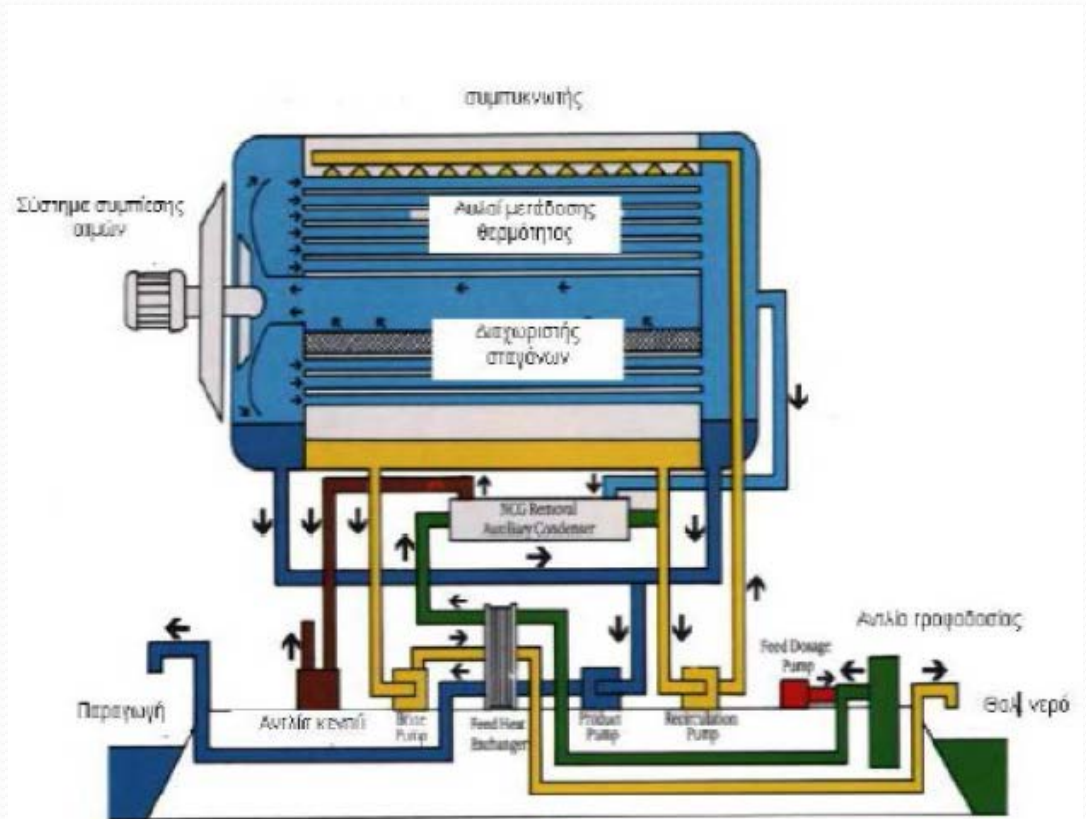 συμπυκνωτής
Σύστημα συμπίεσης
ατμών
Αυλοί μετάδοσης
θερμότητος
Διαχωριστής
σταγόνων
NCG Removal
Auxiliary Condenser
Αντλία τροφοδοσίας
Feed Dosage
Pump
Παραγωγή
Αντλία κενού
Brine
Pump
Feed Heat
Exchanger
Product
Pump
Recirculation
Pump
Θαλ νερό